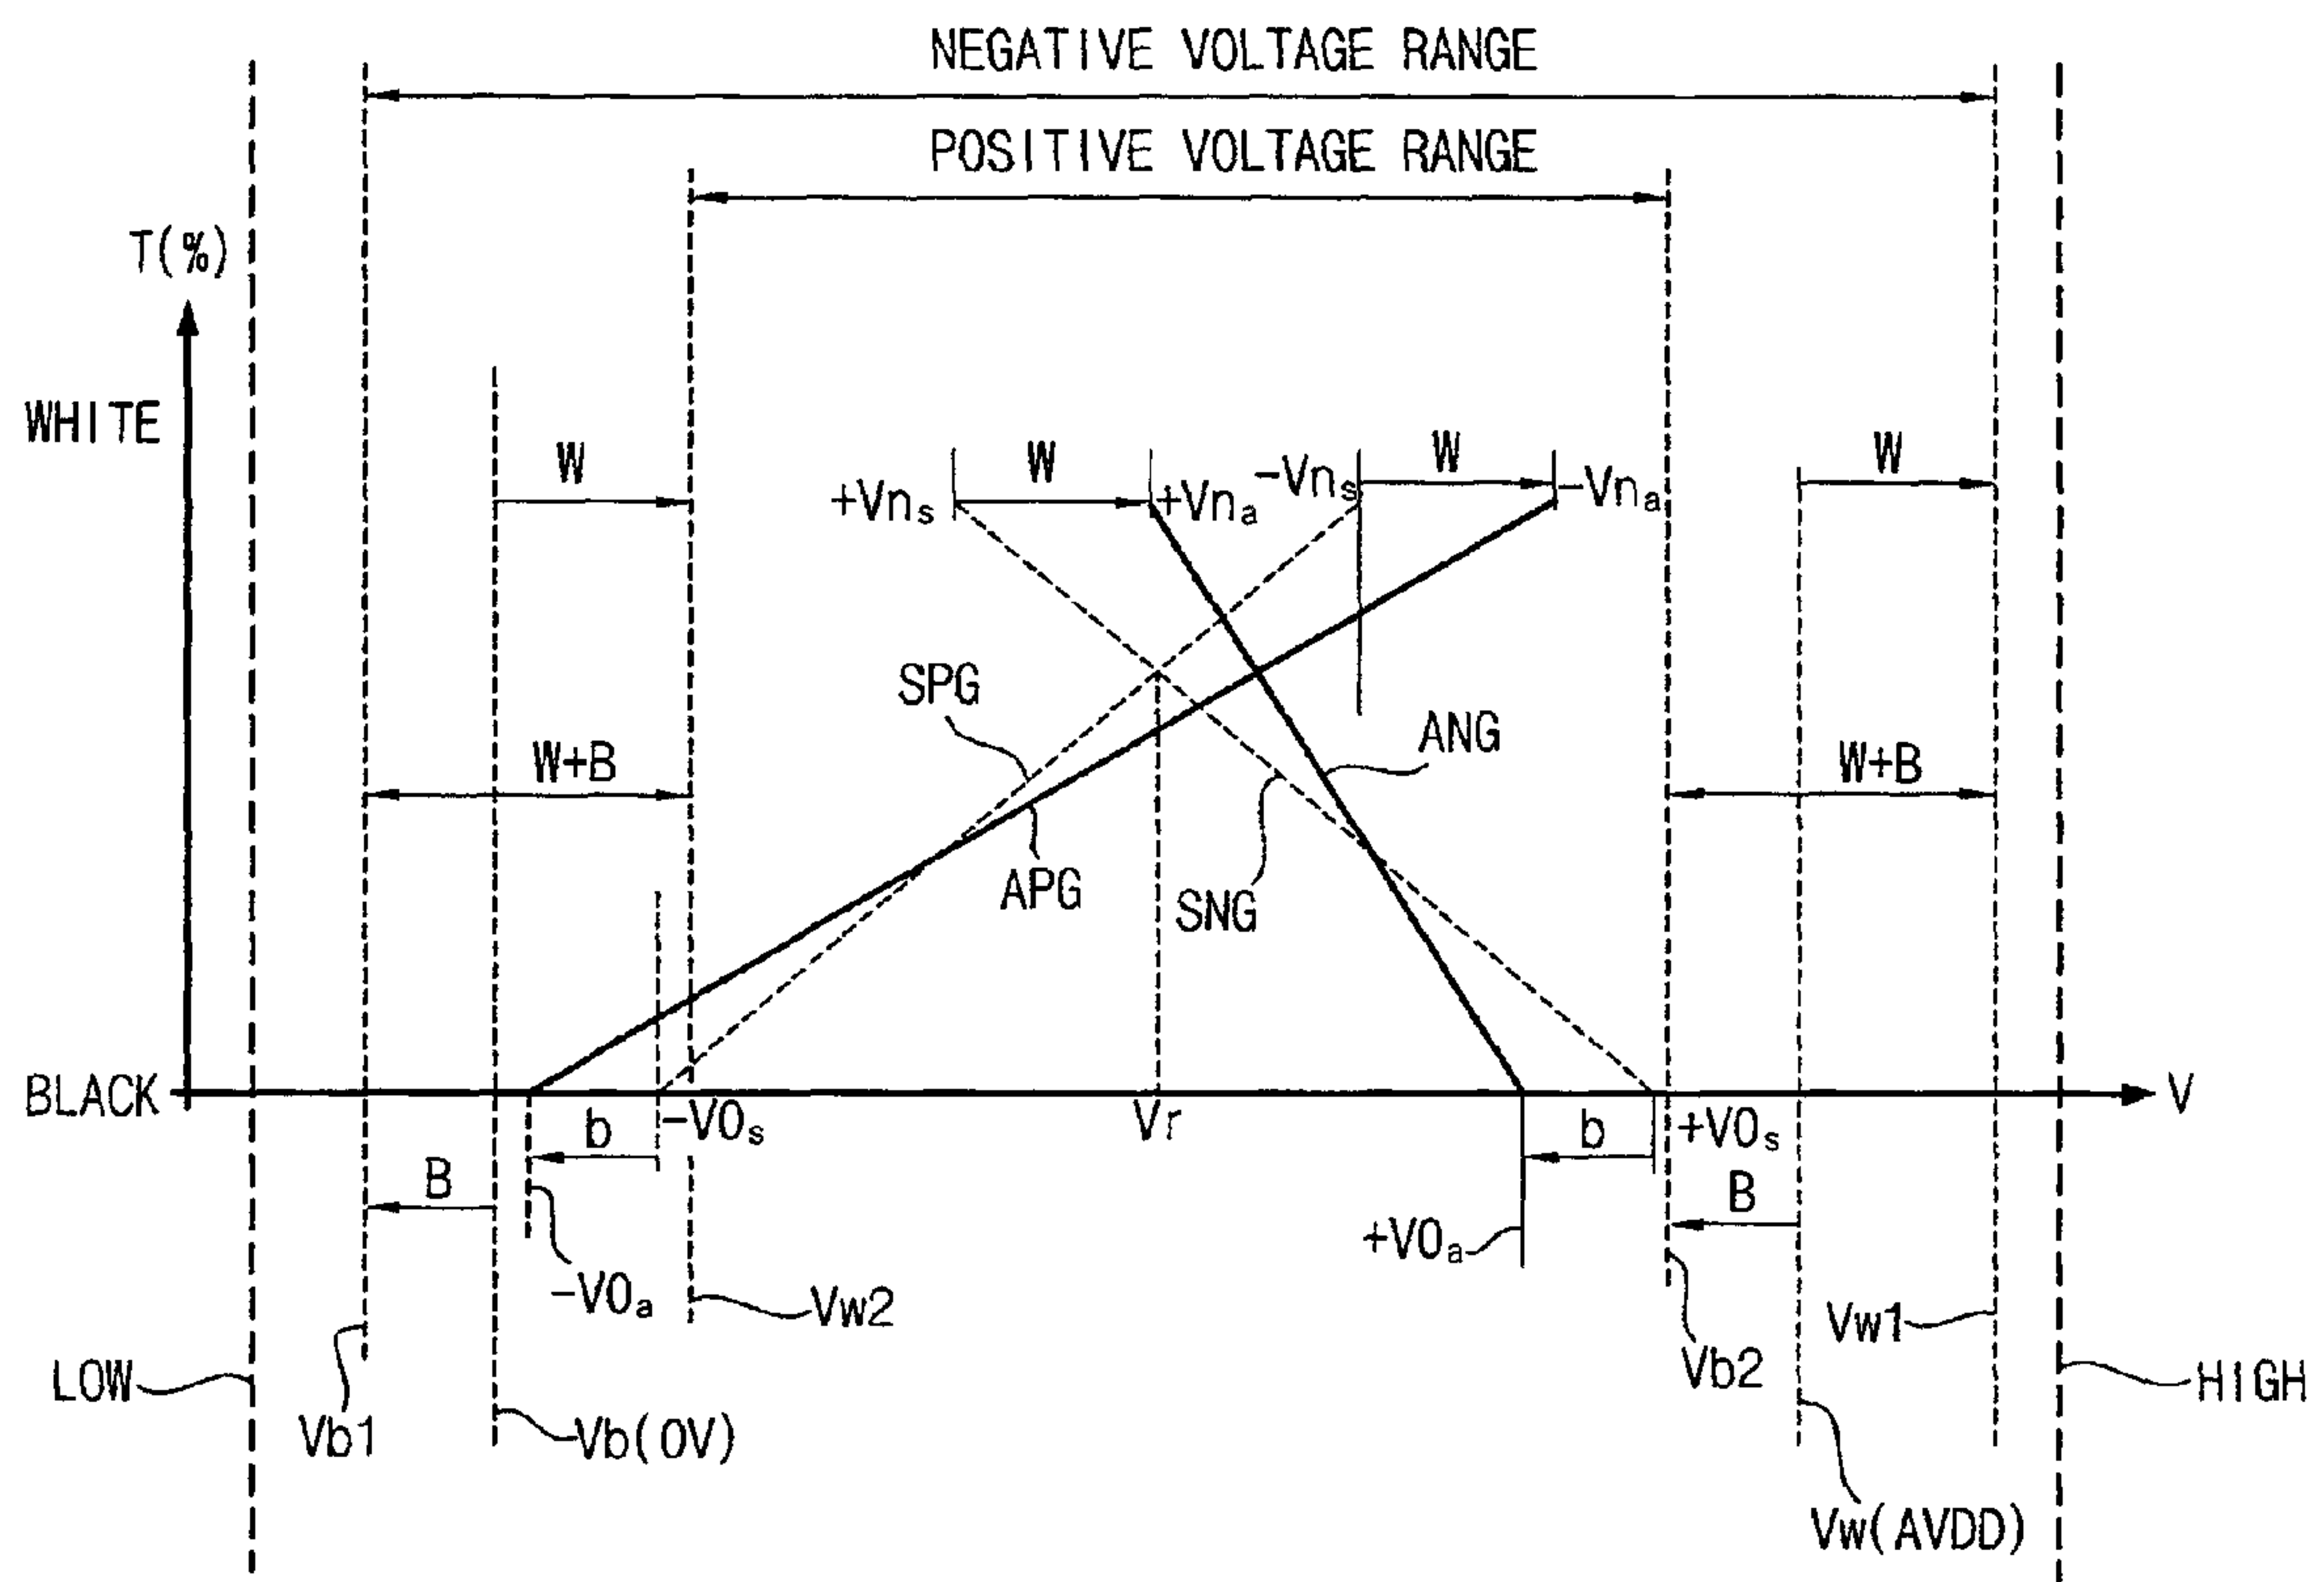 NEGATIVE VOLTAGE RANGE
POSITIVE VOLTAGE RANGE
T(%)
WHITE
W
+Vnₛ
W
+Vnₐ
-Vnₛ
W
-Vnₐ
W
SPG
ANG
W+B
W+B
APG
SNG
BLACK
b
-V0ₛ
Vr
b
+V0ₛ
V
B
B
-V0ₐ
+V0ₐ
Vw2
Vw1
LOW
Vb1
Vb(0V)
Vb2
HIGH
Vw(AVDD)